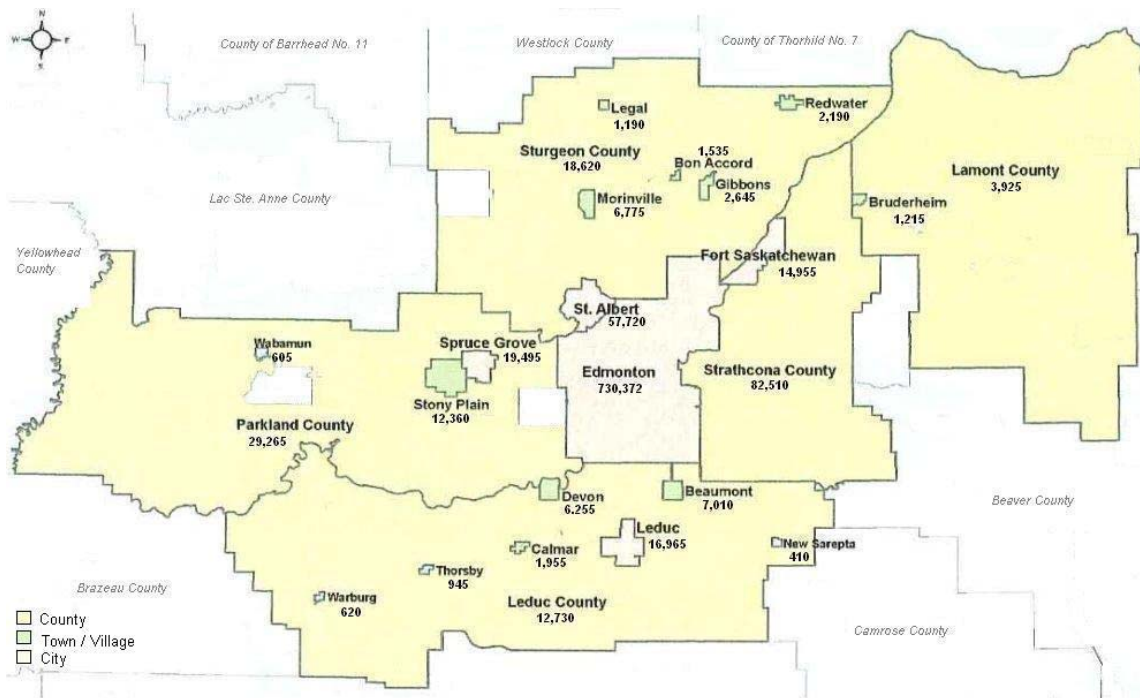 N
W E
S
County of Barrhead No. 11
Westlock County
County of Thorhild No. 7
Legal
1,190
Redwater
2,190
Sturgeon County
18,620
1,535
Bon Accord
Gibbons
2,645
Morinville
6,775
Lamont County
3,925
Bruderheim
1,215
Lac Ste. Anne County
Yellowhead
County
Fort Saskatchewan
14,955
St. Albert
57,720
Wabamun
605
Spruce Grove
19,495
Edmonton
730,372
Strathcona County
82,510
Stony Plain
12,360
Parkland County
29,265
Devon
6.255
Beaumont
7,010
Beaver County
Leduc
16,965
New Sarepta
410
Calmar
1,955
Thorsby
945
Brazeau County
Warburg
620
Leduc County
12,730
Camrose County
County
Town / Village
City